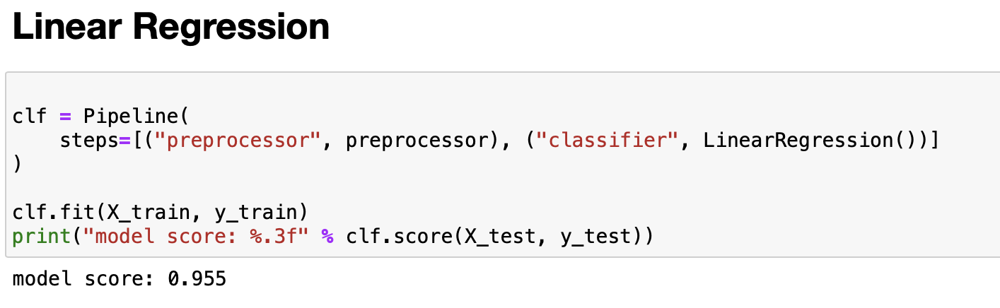 Linear Regression
clf = Pipeline(
    steps=[("preprocessor", preprocessor), ("classifier", LinearRegression())]
)
clf.fit(X_train, y_train)
print("model score: %.3f" % clf.score(X_test, y_test))
model score: 0.955